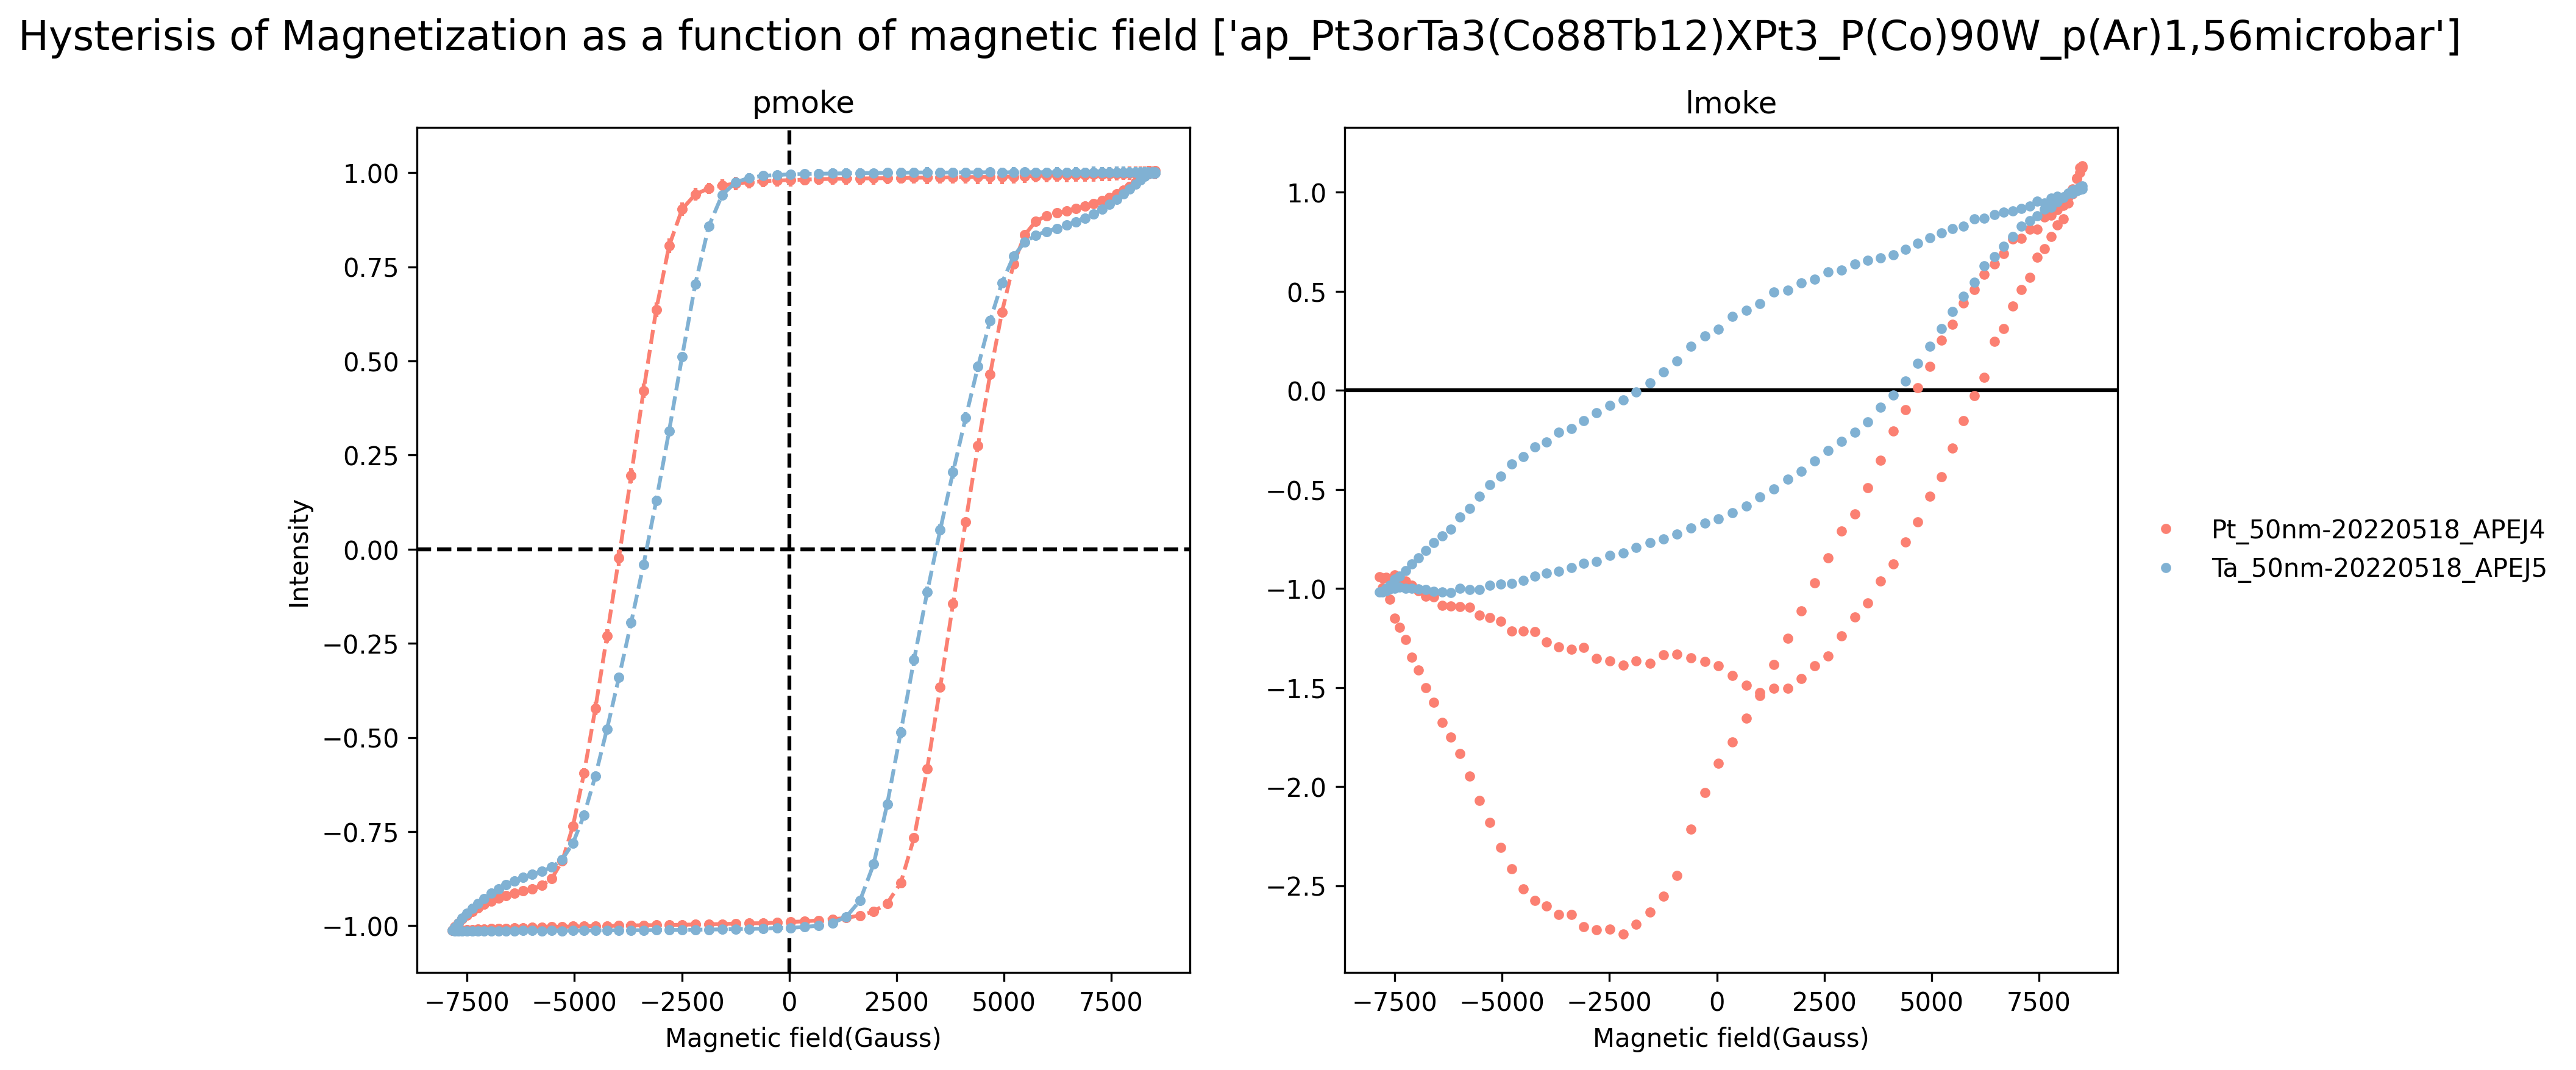 Hysterisis of Magnetization as a function of magnetic field ['ap_Pt3orTa3(Co88Tb12)XPt3_P(Co)90W_p(Ar)1,56microbar']
pmoke
1.00
0.75
0.50
0.25
0.00
−0.25
−0.50
−0.75
−1.00
Intensity
−7500 −5000 −2500 0 2500 5000 7500
Magnetic field(Gauss)
lmoke
1.0
0.5
0.0
−0.5
−1.0
−1.5
−2.0
−2.5
−7500 −5000 −2500 0 2500 5000 7500
Magnetic field(Gauss)
Pt_50nm-20220518_APEJ4
Ta_50nm-20220518_APEJ5